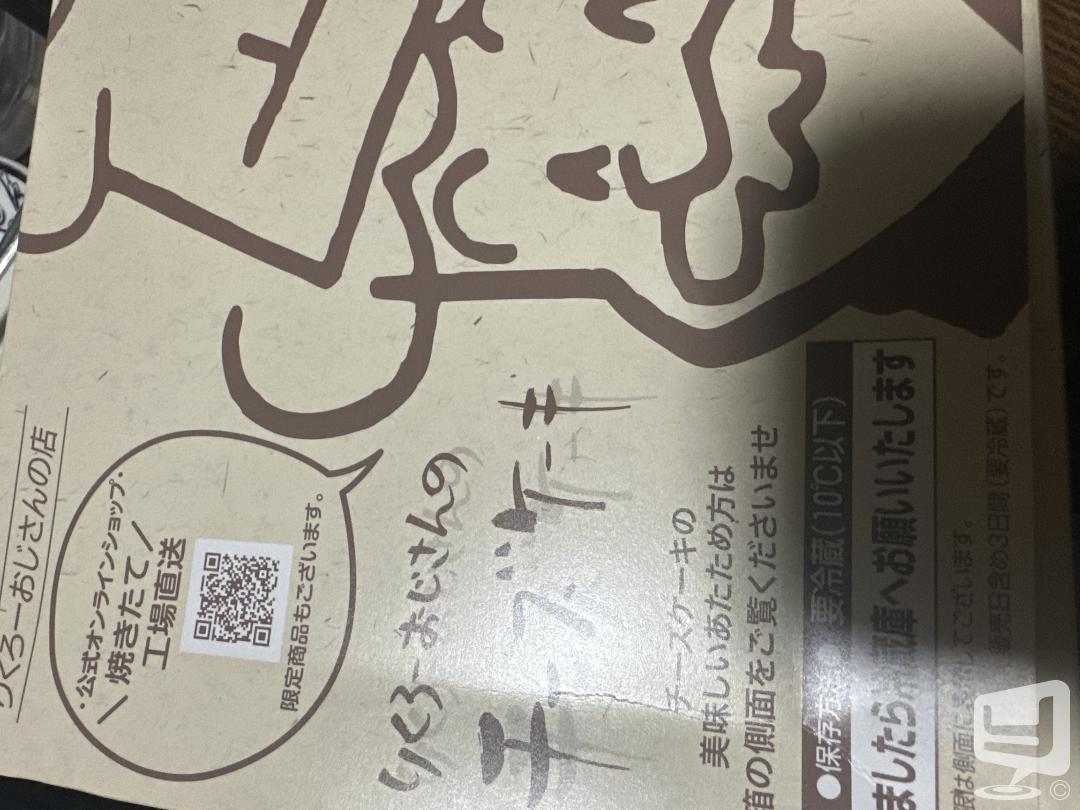 りくろーおじさんの店
公式オンラインショップ
焼きたて
工場直送
限定商品もございます。
りくろーおじさんの
チーズケーキ
チーズケーキの
美味しいあたため方は
箱の側面をご覧くださいませ
●保存方法 要冷蔵(10℃以下)
ましたら冷蔵庫へお願いいたします
は側面に してございます。
販売日含め3日間(要冷蔵)です。